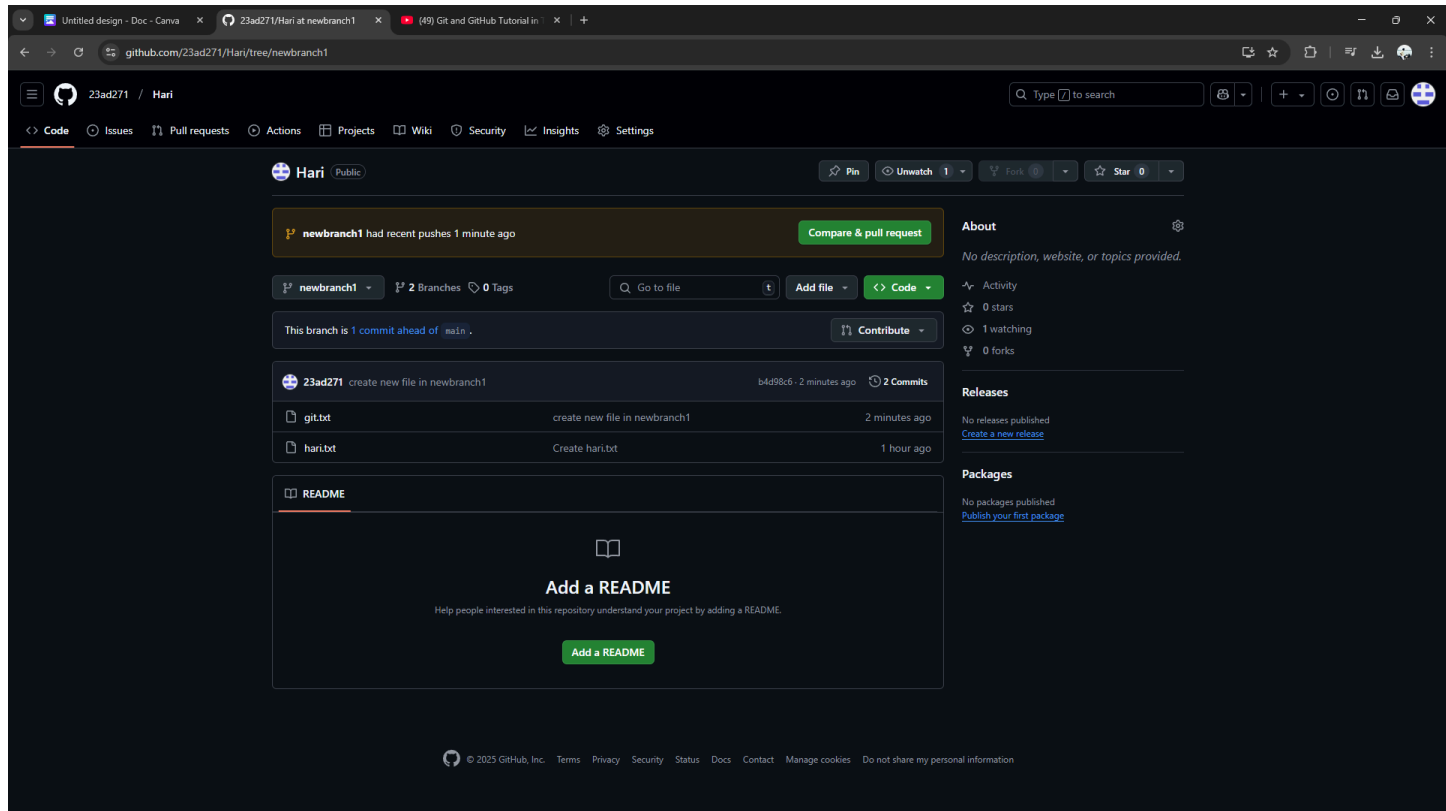 Untitled design - Doc - Canva
23ad271/Hari at newbranch1
(49) Git and GitHub Tutorial in
github.com/23ad271/Hari/tree/newbranch1
23ad271 / Hari
Type / to search
Code
Issues
Pull requests
Actions
Projects
Wiki
Security
Insights
Settings
Hari Public
Pin
Unwatch 1
Fork 0
Star 0
newbranch1 had recent pushes 1 minute ago
Compare & pull request
newbranch1
2 Branches
0 Tags
Go to file t
Add file
Code
This branch is 1 commit ahead of main .
Contribute
23ad271 create new file in newbranch1 b4d98c6 · 2 minutes ago 2 Commits
git.txt create new file in newbranch1 2 minutes ago
hari.txt Create hari.txt 1 hour ago
README
Add a README
Help people interested in this repository understand your project by adding a README.
Add a README
About
No description, website, or topics provided.
Activity
0 stars
1 watching
0 forks
Releases
No releases published
Create a new release
Packages
No packages published
Publish your first package
© 2025 GitHub, Inc. Terms Privacy Security Status Docs Contact Manage cookies Do not share my personal information